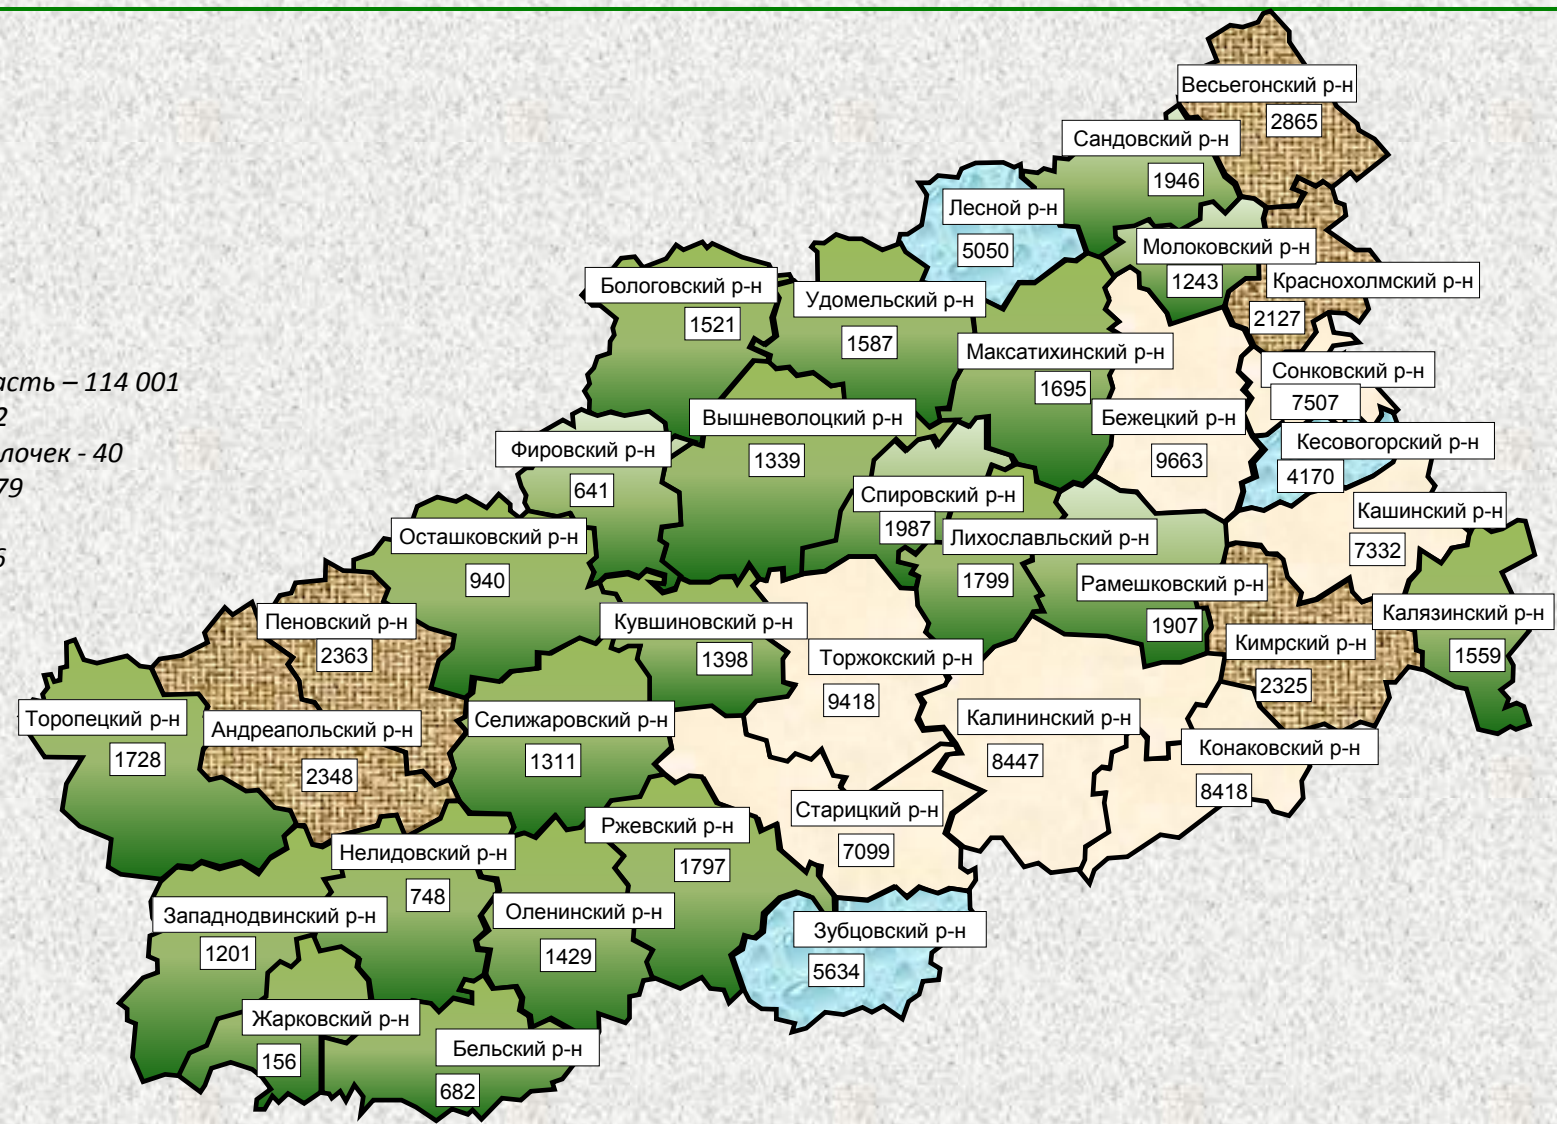 Весьегонский р-н
2865
Сандовский р-н
1946
Лесной р-н
5050
Молоковский р-н
1243
Краснохолмский р-н
2127
Бологовский р-н
1521
Удомельский р-н
1587
Максатихинский р-н
1695
Сонковский р-н
7507
асть – 114 001
2
лочек - 40
79
6
Вышневолоцкий р-н
1339
Бежецкий р-н
9663
Кесовогорский р-н
4170
Фировский р-н
641
Спировский р-н
1987
Кашинский р-н
7332
Осташковский р-н
940
Лихославльский р-н
1799
Рамешковский р-н
1907
Калязинский р-н
1559
Пеновский р-н
2363
Кувшиновский р-н
1398
Торжокский р-н
9418
Кимрский р-н
2325
Торопецкий р-н
1728
Андреапольский р-н
2348
Селижаровский р-н
1311
Калининский р-н
8447
Конаковский р-н
8418
Старицкий р-н
7099
Ржевский р-н
1797
Нелидовский р-н
748
Западнодвинский р-н
1201
Оленинский р-н
1429
Зубцовский р-н
5634
Жарковский р-н
156
Бельский р-н
682